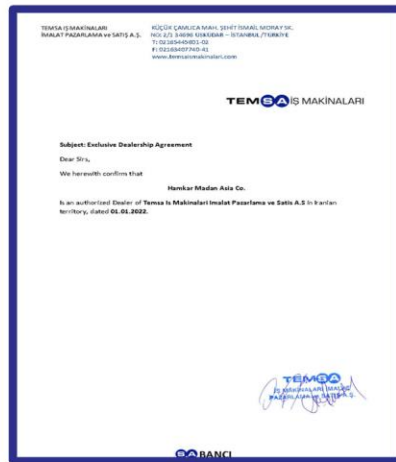 TEMSA İŞ MAKİNALARI
İMALAT PAZARLAMA ve SATIŞ A.Ş.
KÜÇÜK ÇAMLICA MAH. ŞEHİT İSMAİL MORAY SK.
NO: 2/1 34696 ÜSKÜDAR – İSTANBUL /TÜRKİYE
www.temsaismakinalari.com
TEMSA İŞ MAKİNALARI
Subject: Exclusive Dealership Agreement
Dear Sirs,
We herewith confirm that
Hamkar Madan Asia Co.
Is an authorized Dealer of Temsa Is Makinalari Imalat Pazarlama ve Satis A.S in Iranian
territory, dated 01.01.2022.
TEMSA
İŞ MAKİNALARI İMALAT
PAZARLAMA ve SATIŞ A.Ş.
SABANCI